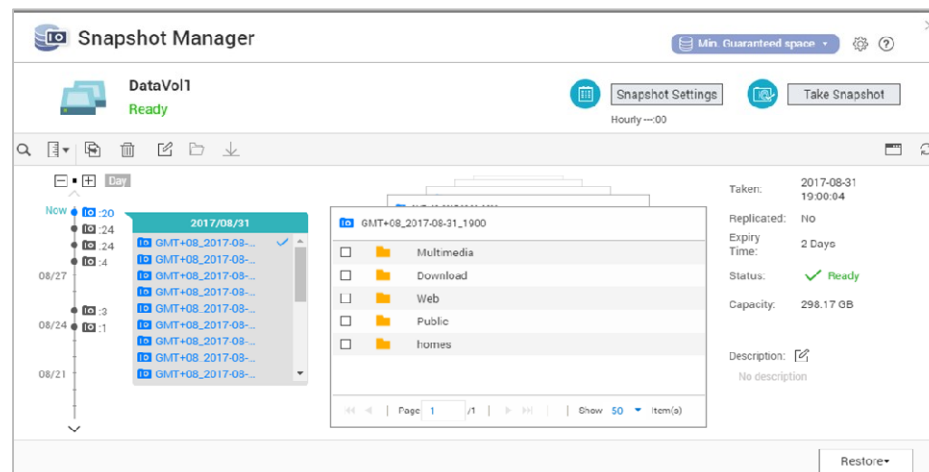 Snapshot Manager
Min. Guaranteed space
DataVol1
Ready
Snapshot Settings
Take Snapshot
Hourly --:00
Day
Now
:20
:24
:24
:4
08/27
:3
08/24
:1
08/21
2017/08/31
GMT+08_2017-08-...
GMT+08_2017-08-...
GMT+08_2017-08-...
GMT+08_2017-08-...
GMT+08_2017-08-...
GMT+08_2017-08-...
GMT+08_2017-08-...
GMT+08_2017-08-...
GMT+08_2017-08-...
GMT+08_2017-08-31_1900
Multimedia
Download
Web
Public
homes
Page 1 /1 Show 50 Item(s)
Taken: 2017-08-31
19:00:04
Replicated: No
Expiry
Time: 2 Days
Status: Ready
Capacity: 298.17 GB
Description:
No description
Restore